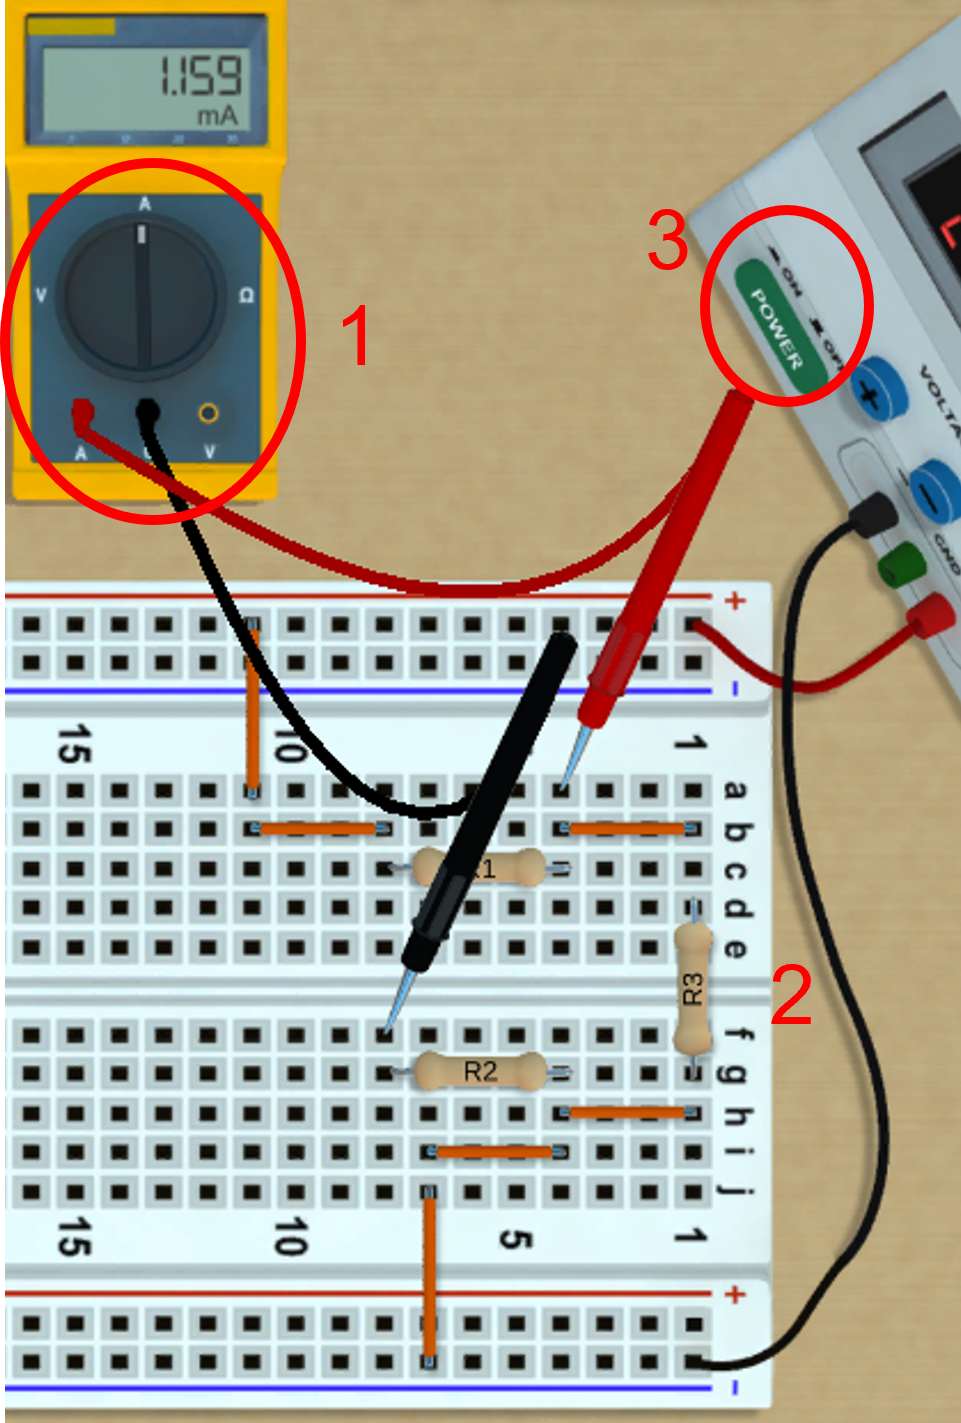 1.159
mA
A
V
Ω
A
V
1
3
ON
OFF
POWER
+
VOLTA
-
GND
+
-
15
10
1
a
b
R1
c
d
e
R3
2
f
R2
g
h
i
j
15
10
5
1
+
-